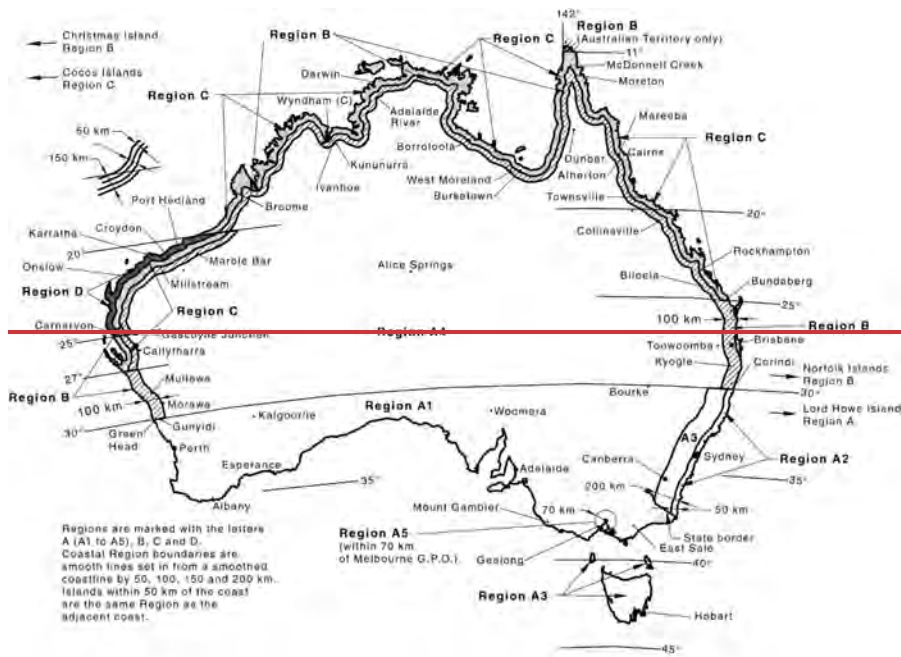 Christmas Island
Region B
Cocos Islands
Region C
50 km
150 km
142°
Region B
(Australian Territory only)
11°
Region B
Region C
McDonnell Creek
Moreton
Darwin
Region C
Wyndham (C)
Adelaide
River
Mareeba
Region C
Borroloola
Dunbar
Cairns
Kununurra
Atherton
West Moreland
Ivanhoe
Burketown
Townsville
Port Hedland
Broome
20°
Collinsville
Croydon
Karratha
20°
Marble Bar
Rockhampton
Alice Springs
Onslow
Millstream
Biloela
Bundaberg
Region D
25°
Region C
100 km
Carnarvon
Region B
25°
Brisbane
Toowoomba
Callytharra
Kyogle
Corindi
27°
Norfolk Islands
Region B
Mullewa
Bourke
30°
Region B
100 km
Morawa
Region A1
Woomera
Lord Howe Island
Region A
Kalgoorlie
30°
Gunyidi
Green
Head
A3
Perth
Sydney
Canberra
Region A2
Esperance
Adelaide
35°
35°
200 km
Albany
Mount Gambier
70 km
50 km
Regions are marked with the letters
A (A1 to A5), B, C and D.
Coastal Region boundaries are
smooth lines set in from a smoothed
coastline by 50, 100, 150 and 200 km.
Islands within 50 km of the coast
are the same Region as the
adjacent coast.
Region A5
(within 70 km
of Melbourne G.P.O.)
State border
Geelong
East Sale
40°
Region A3
Hobart
45°